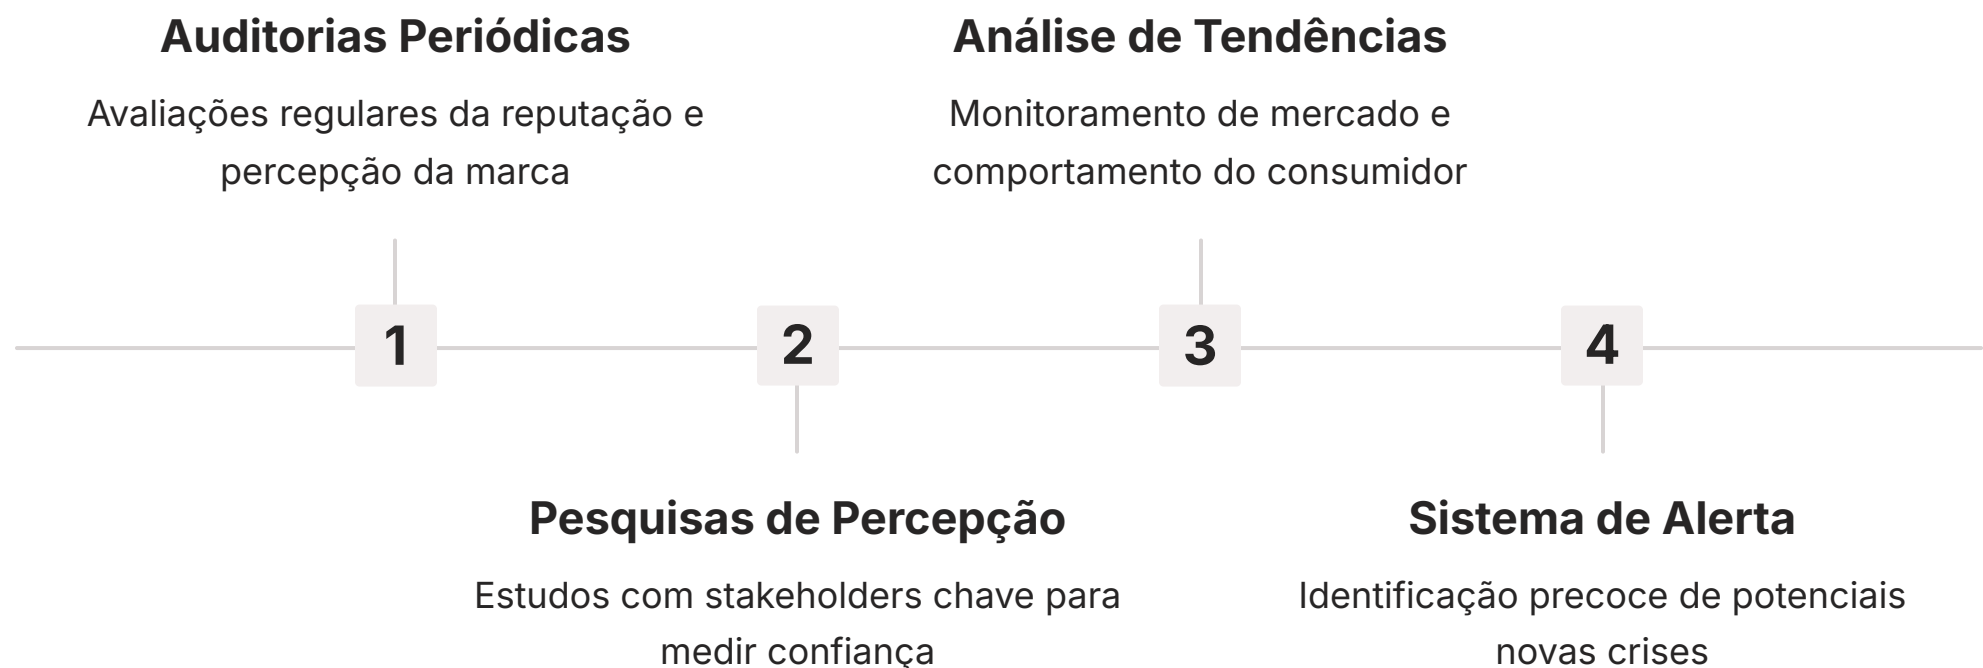 Auditorias Periódicas
Avaliações regulares da reputação e
percepção da marca
Análise de Tendências
Monitoramento de mercado e
comportamento do consumidor
1
2
3
4
Pesquisas de Percepção
Estudos com stakeholders chave para
medir confiança
Sistema de Alerta
Identificação precoce de potenciais
novas crises